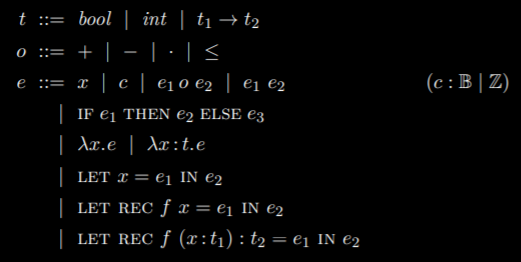 t ::= bool | int | t₁ → t₂
o ::= + | − | · | ≤
e ::= x | c | e₁ o e₂ | e₁ e₂ (c : 𝔹 | ℤ)
| IF e₁ THEN e₂ ELSE e₃
| λx.e | λx : t.e
| LET x = e₁ IN e₂
| LET REC f x = e₁ IN e₂
| LET REC f (x : t₁) : t₂ = e₁ IN e₂